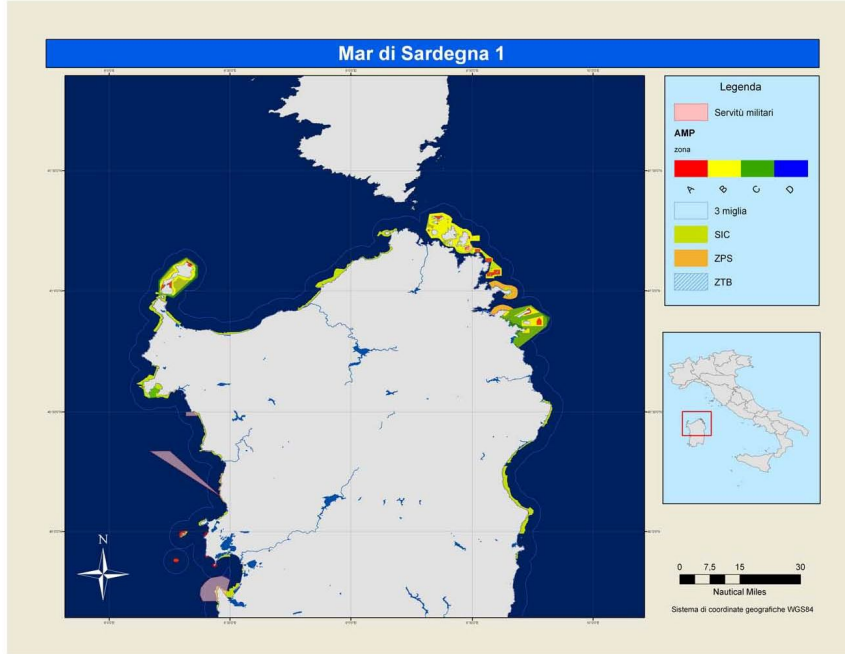 Mar di Sardegna 1
Legenda
Servitù militari
AMP
zona
A B C D
3 miglia
SIC
ZPS
ZTB
N
0 7,5 15 30
Nautical Miles
Sistema di coordinate geografiche WGS84